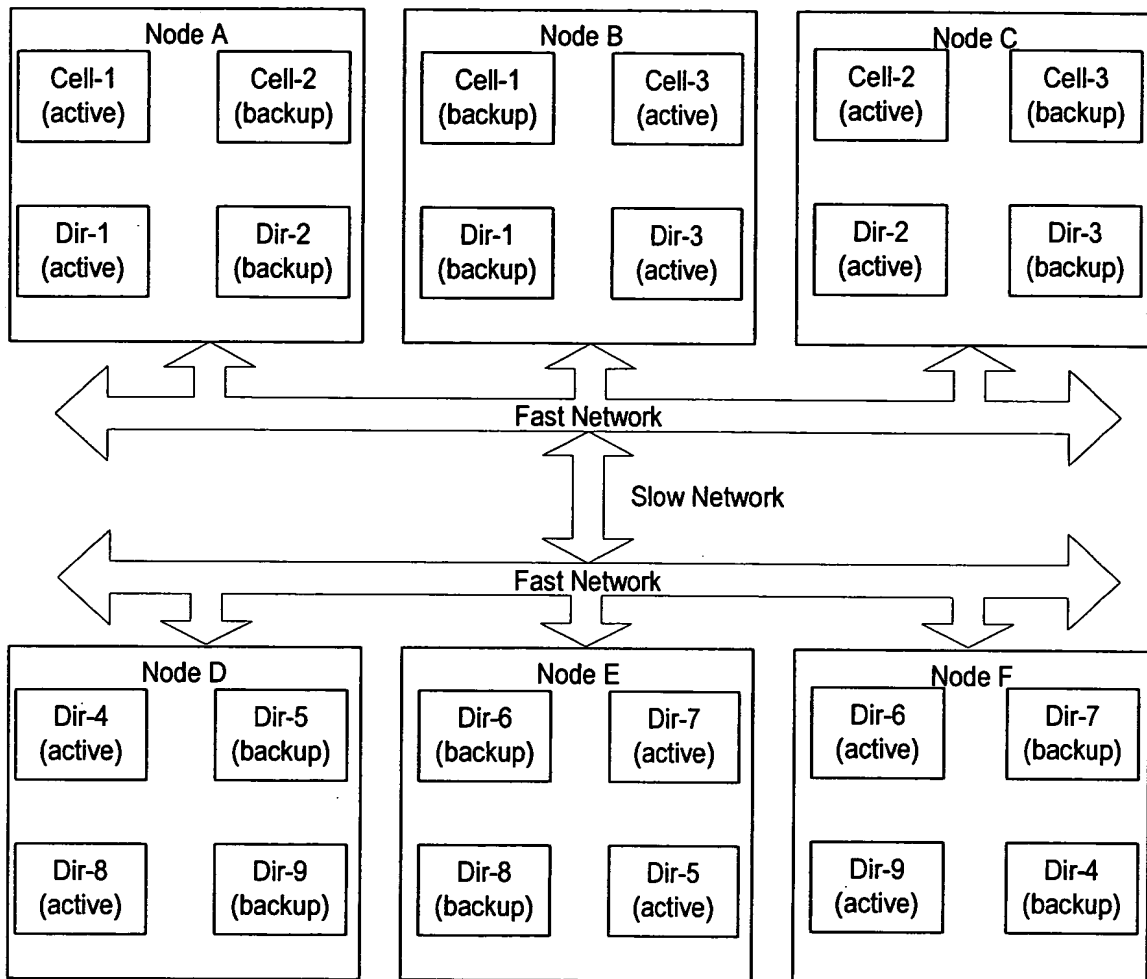 Node A
Cell-1
(active)
Cell-2
(backup)
Dir-1
(active)
Dir-2
(backup)
Node B
Cell-1
(backup)
Cell-3
(active)
Dir-1
(backup)
Dir-3
(active)
Node C
Cell-2
(active)
Cell-3
(backup)
Dir-2
(active)
Dir-3
(backup)
Fast Network
Slow Network
Fast Network
Node D
Dir-4
(active)
Dir-5
(backup)
Dir-8
(active)
Dir-9
(backup)
Node E
Dir-6
(backup)
Dir-7
(active)
Dir-8
(backup)
Dir-5
(active)
Node F
Dir-6
(active)
Dir-7
(backup)
Dir-9
(active)
Dir-4
(backup)